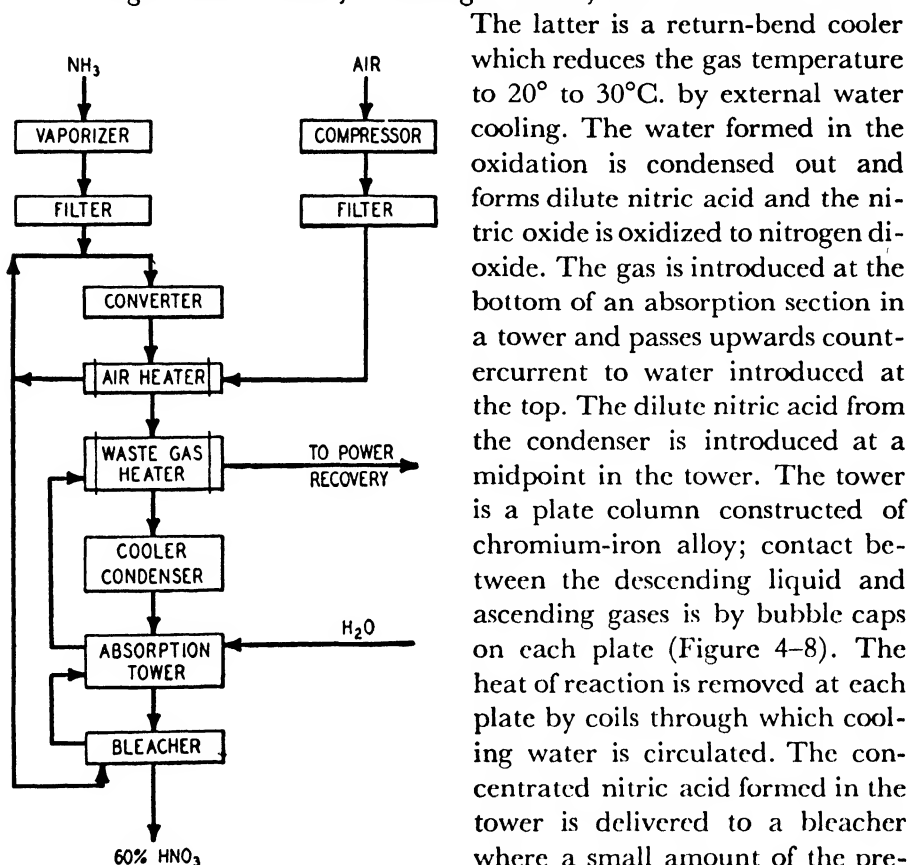 The latter is a return-bend cooler
which reduces the gas temperature
to 20° to 30°C. by external water
cooling. The water formed in the
oxidation is condensed out and
forms dilute nitric acid and the ni-
tric oxide is oxidized to nitrogen di-
oxide. The gas is introduced at the
bottom of an absorption section in
a tower and passes upwards count-
ercurrent to water introduced at
the top. The dilute nitric acid from
the condenser is introduced at a
midpoint in the tower. The tower
is a plate column constructed of
chromium-iron alloy; contact be-
tween the descending liquid and
ascending gases is by bubble caps
on each plate (Figure 4–8). The
heat of reaction is removed at each
plate by coils through which cool-
ing water is circulated. The con-
centrated nitric acid formed in the
tower is delivered to a bleacher
where a small amount of the pre-
NH₃
AIR
VAPORIZER
COMPRESSOR
FILTER
FILTER
CONVERTER
AIR HEATER
WASTE GAS
HEATER
TO POWER
RECOVERY
COOLER
CONDENSER
H₂O
ABSORPTION
TOWER
BLEACHER
60% HNO₃